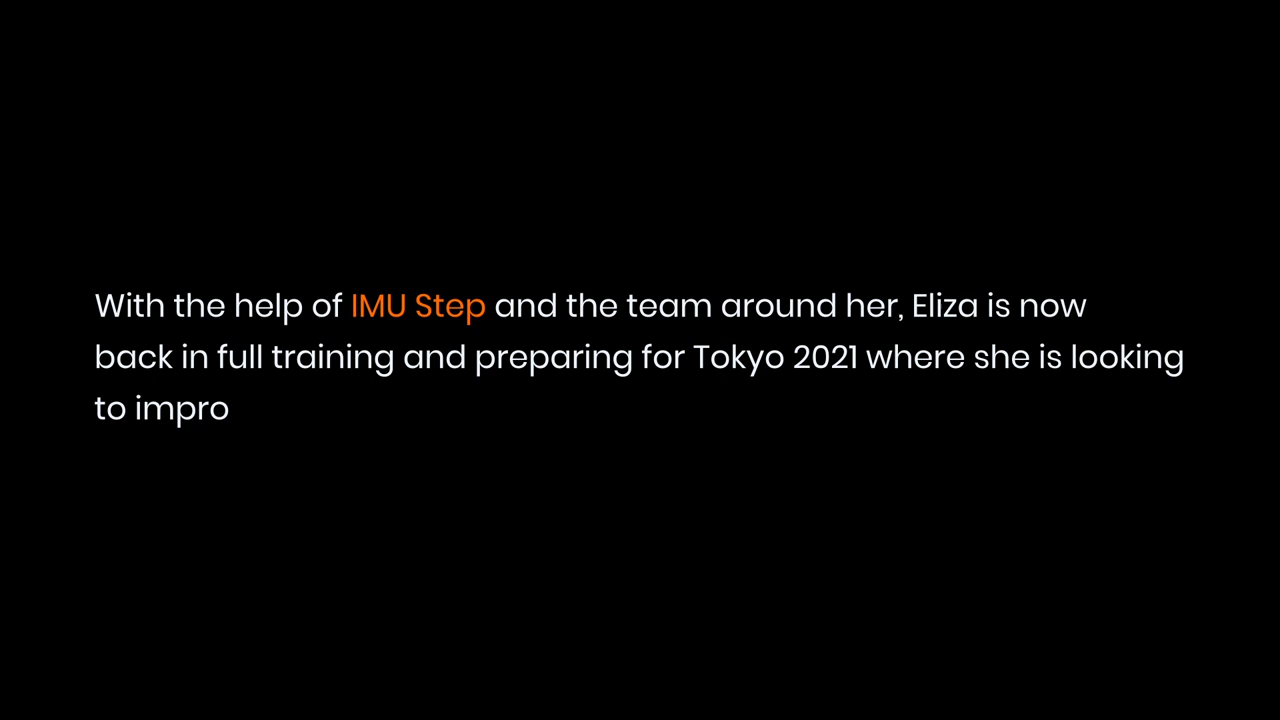 With the help of IMU Step and the team around her, Eliza is now
back in full training and preparing for Tokyo 2021 where she is looking
to impro